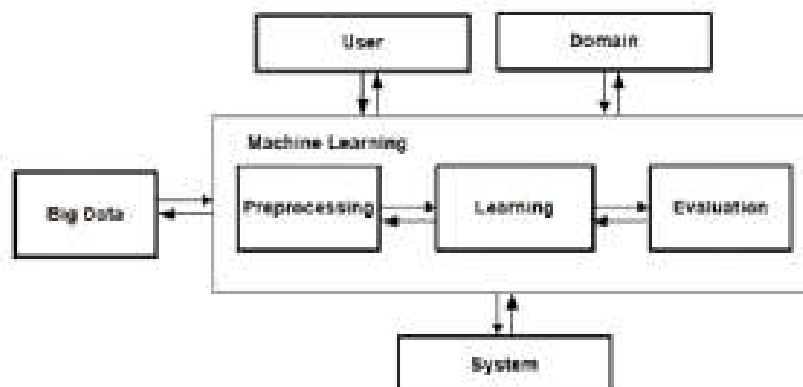 User
Domain
Machine Learning
Big Data
Preprocessing
Learning
Evaluation
System